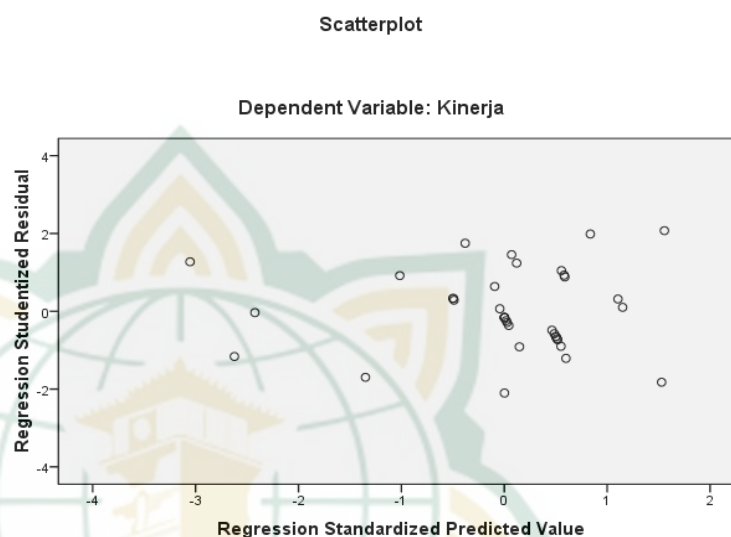 Scatterplot
Dependent Variable: Kinerja
Regression Studentized Residual
4
2
0
-2
-4
-4 -3 -2 -1 0 1 2
Regression Standardized Predicted Value